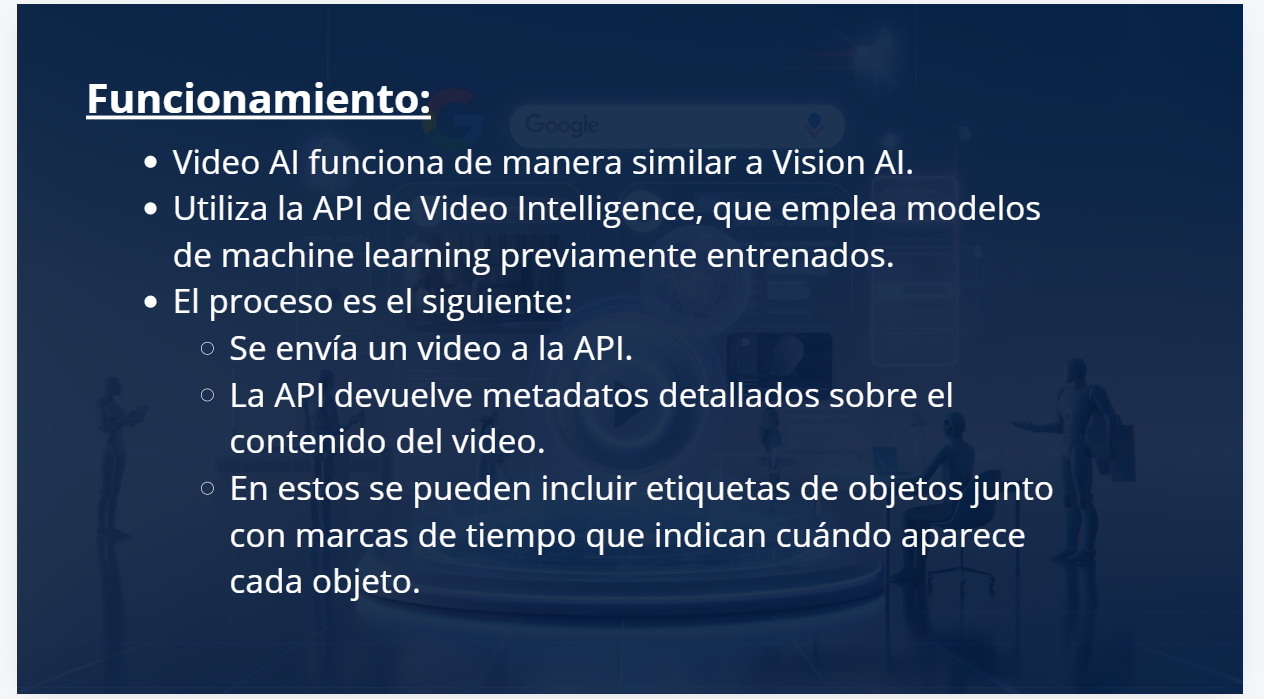 Funcionamiento:
Google
Video AI funciona de manera similar a Vision AI.
Utiliza la API de Video Intelligence, que emplea modelos
de machine learning previamente entrenados.
El proceso es el siguiente:
Se envía un video a la API.
La API devuelve metadatos detallados sobre el
contenido del video.
En estos se pueden incluir etiquetas de objetos junto
con marcas de tiempo que indican cuándo aparece
cada objeto.